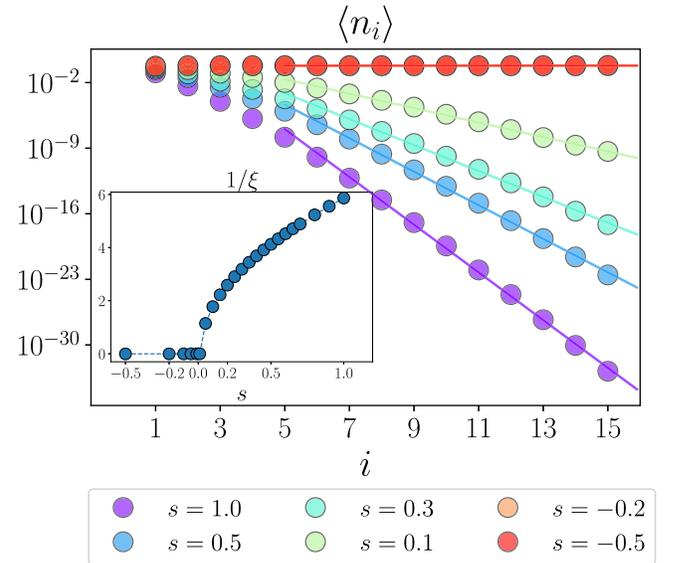 ⟨n_i⟩
10^−2
10^−9
10^−16
10^−23
10^−30
1/ξ
6
4
2
0
−0.5 −0.2 0.0 0.2 0.5 1.0
s
1 3 5 7 9 11 13 15
i
s = 1.0 s = 0.3 s = −0.2
s = 0.5 s = 0.1 s = −0.5